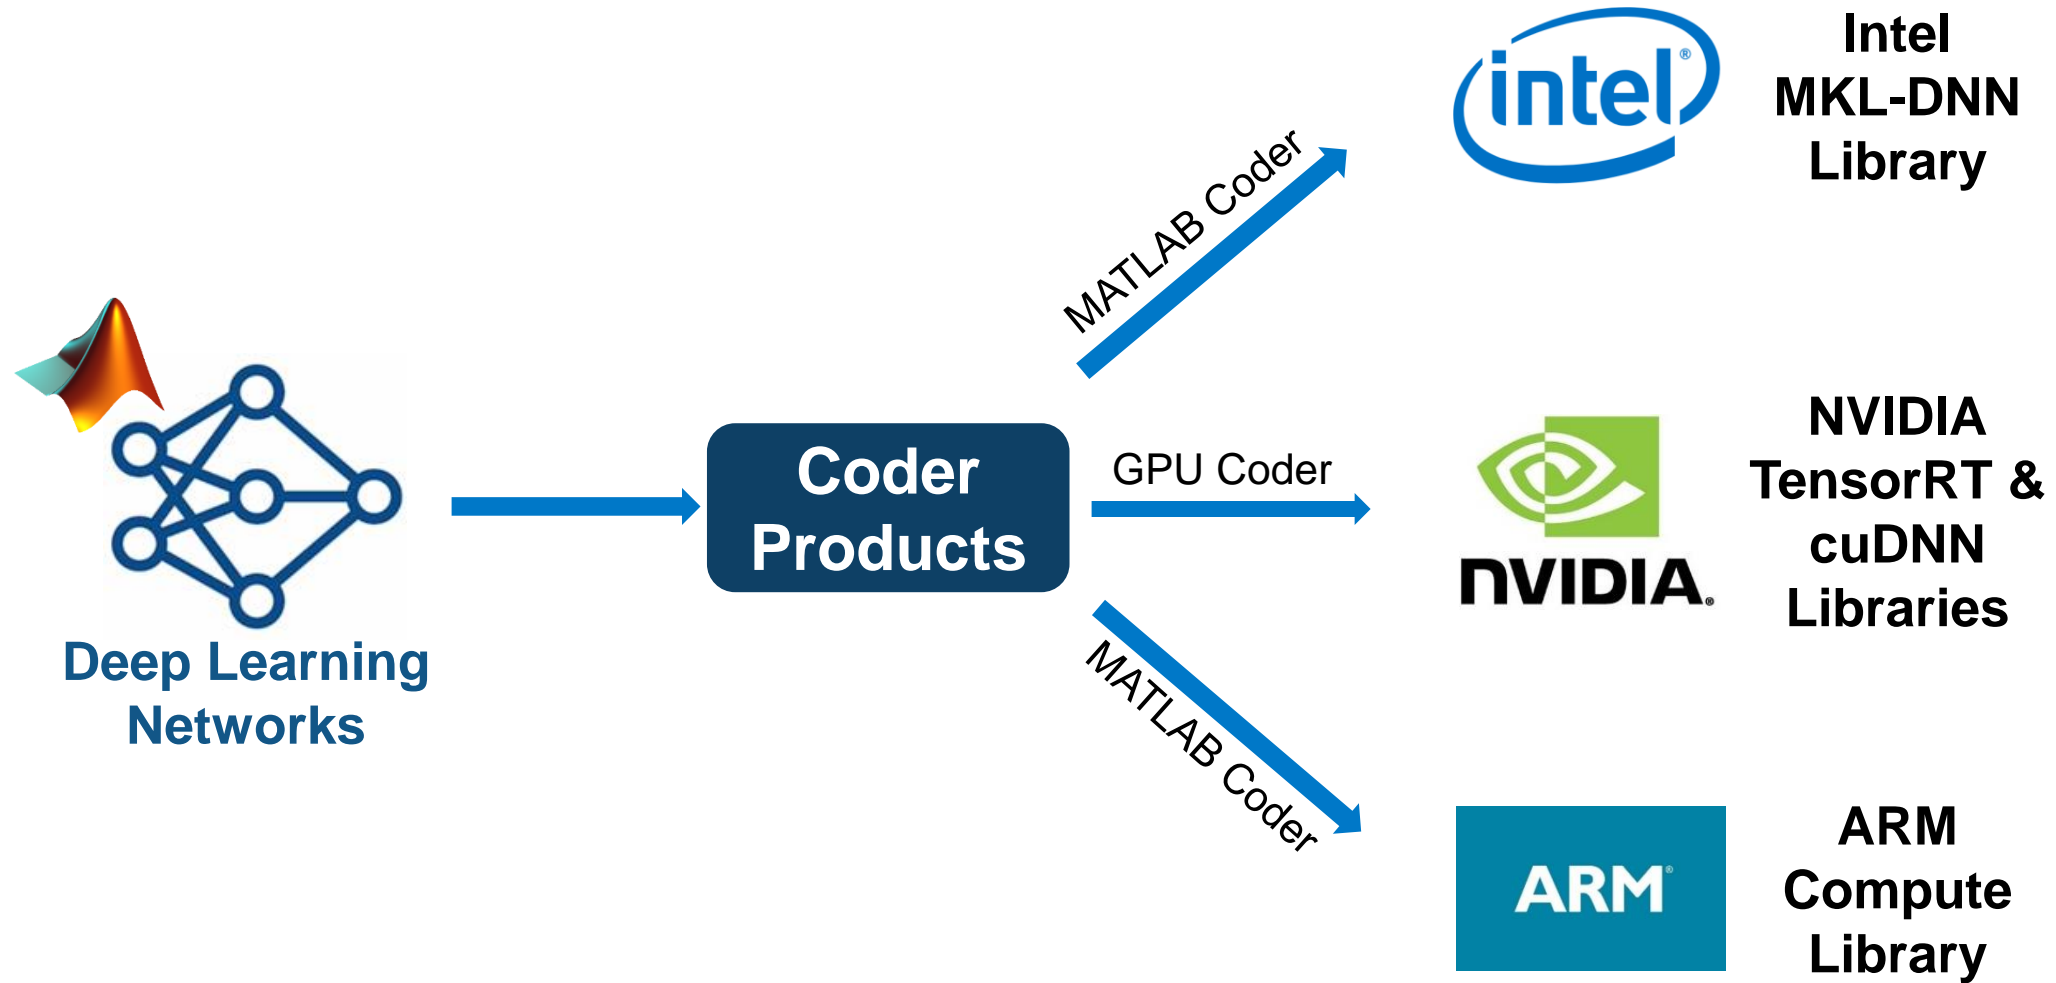 Deep Learning
Networks
Coder
Products
MATLAB Coder
GPU Coder
MATLAB Coder
intel®
Intel
MKL-DNN
Library
NVIDIA.®
NVIDIA
TensorRT &
cuDNN
Libraries
ARM®
ARM
Compute
Library